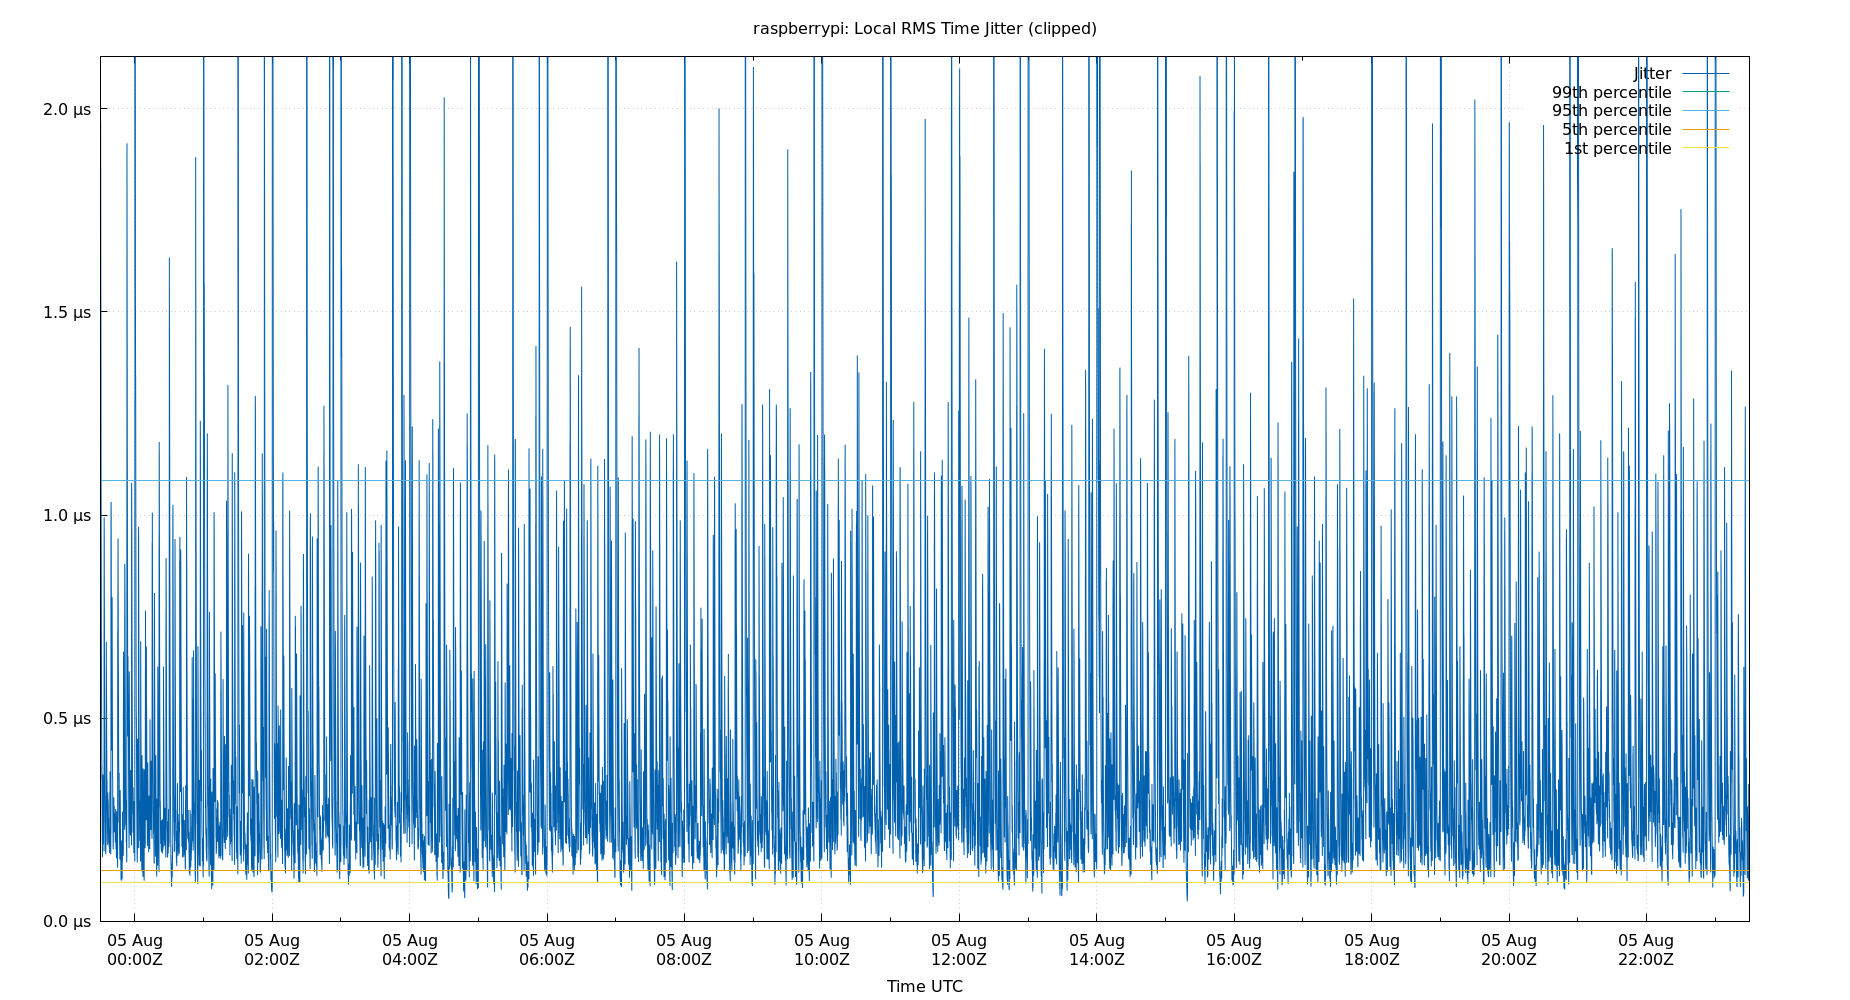 raspberrypi: Local RMS Time Jitter (clipped)
Jitter
99th percentile
95th percentile
5th percentile
1st percentile
2.0 µs
1.5 µs
1.0 µs
0.5 µs
0.0 µs
05 Aug 05 Aug 05 Aug 05 Aug 05 Aug 05 Aug 05 Aug 05 Aug 05 Aug 05 Aug 05 Aug 05 Aug
00:00Z 02:00Z 04:00Z 06:00Z 08:00Z 10:00Z 12:00Z 14:00Z 16:00Z 18:00Z 20:00Z 22:00Z
Time UTC